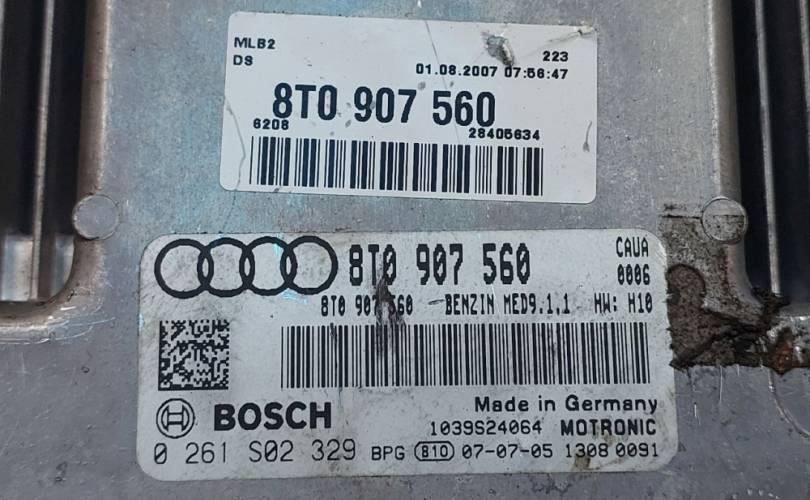 MLB2 223
DS 01.08.2007 07:56:47
8T0 907 560
6208 28405634
8T0 907 560 CAUA
0006
8T0 907 560 BENZIN MED9.1.1 HW: H10
BOSCH Made in Germany
1039S24064 MOTRONIC
0 261 S02 329 BPG B10 07-07-05 1308 0091